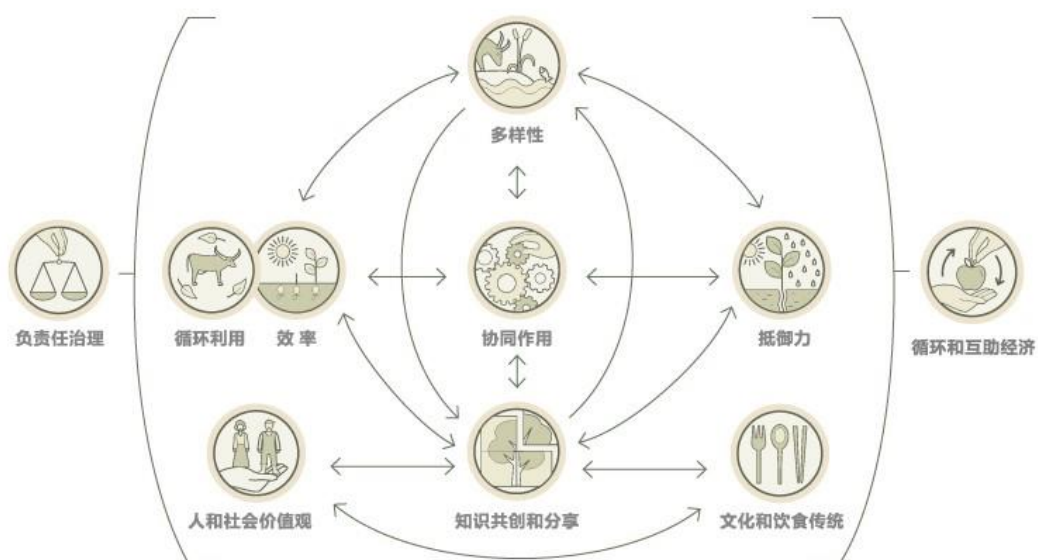 多样性
负责任治理
循环利用
效率
协同作用
抵御力
循环和互助经济
人和社会价值观
知识共创和分享
文化和饮食传统